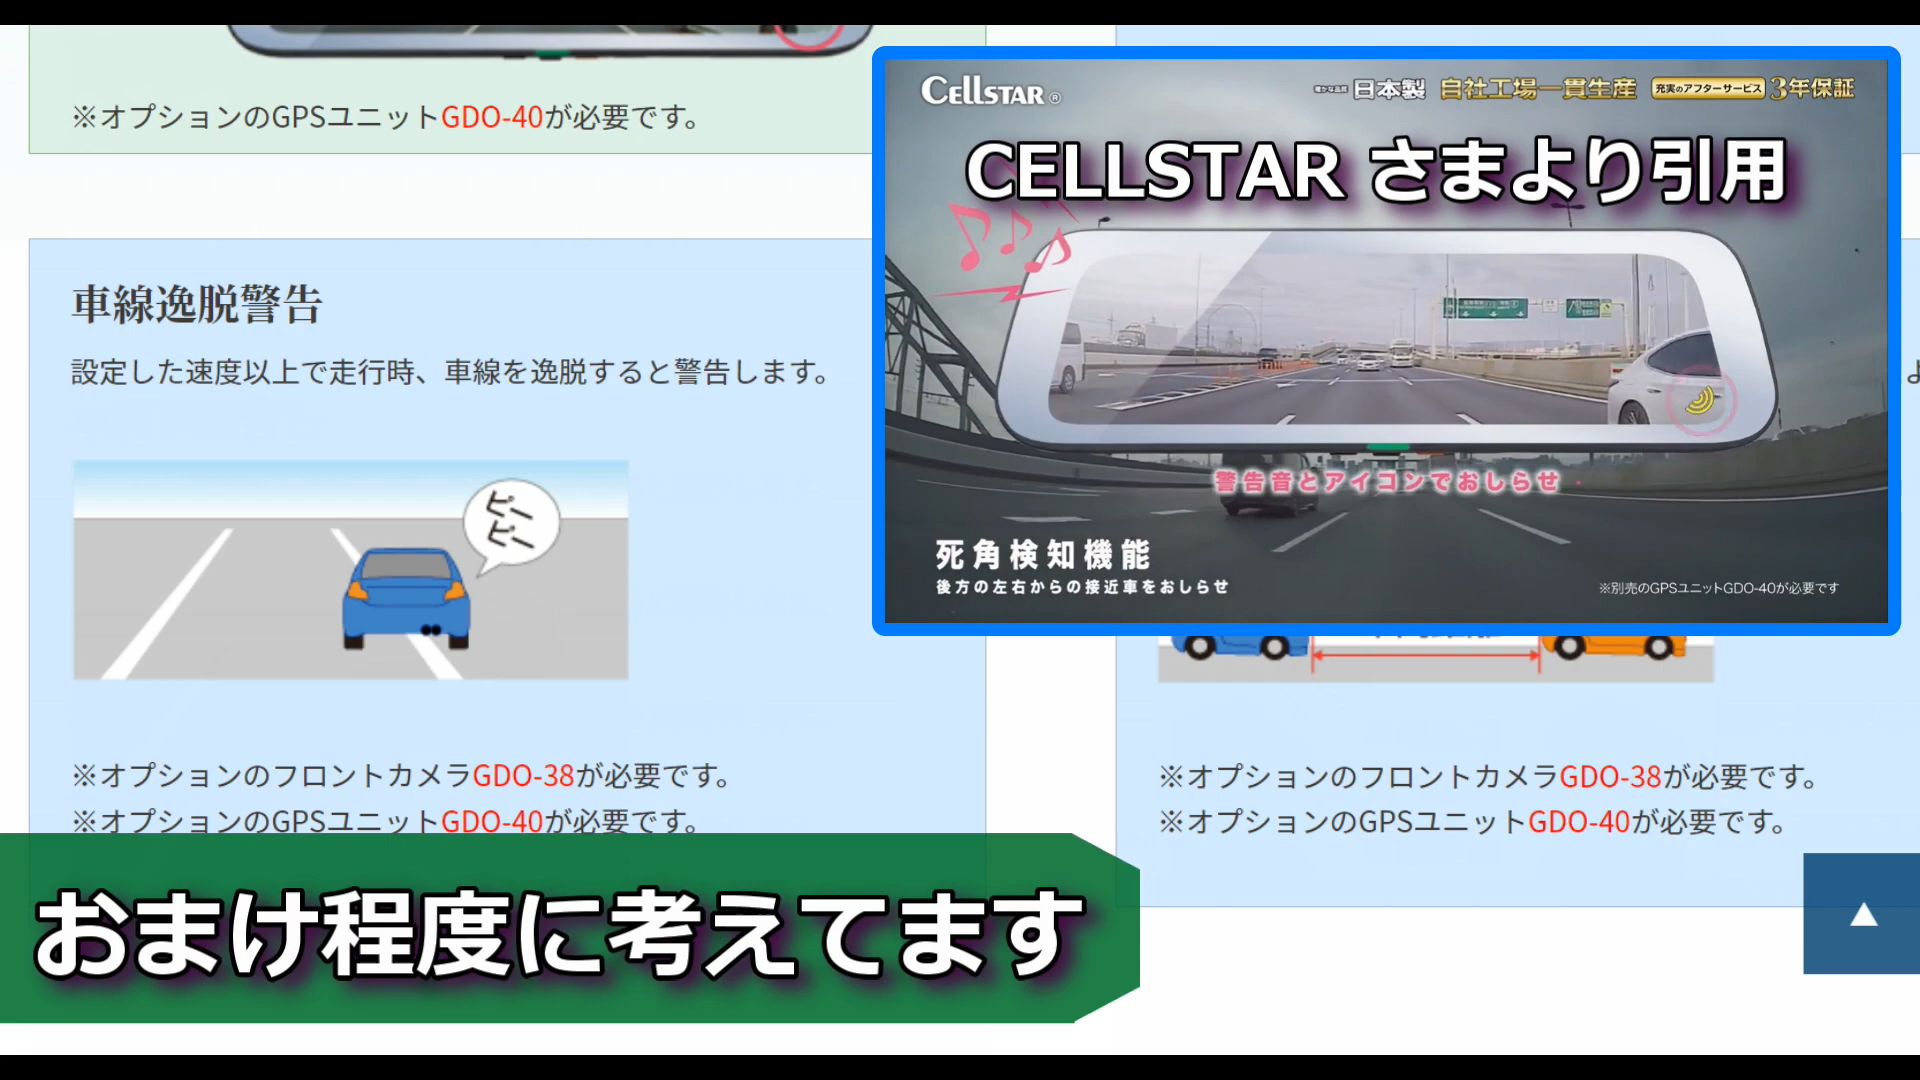 ※オプションのGPSユニットGDO-40が必要です。
CELLSTAR®
確かな品質 日本製 自社工場一貫生産 充実のアフターサービス 3年保証
CELLSTAR さまより引用
警告音とアイコンでおしらせ
死角検知機能
後方の左右からの接近車をおしらせ
※別売のGPSユニットGDO-40が必要です
車線逸脱警告
設定した速度以上で走行時、車線を逸脱すると警告します。
ピー
ピー
※オプションのフロントカメラGDO-38が必要です。
※オプションのGPSユニットGDO-40が必要です。
※オプションのフロントカメラGDO-38が必要です。
※オプションのGPSユニットGDO-40が必要です。
おまけ程度に考えてます